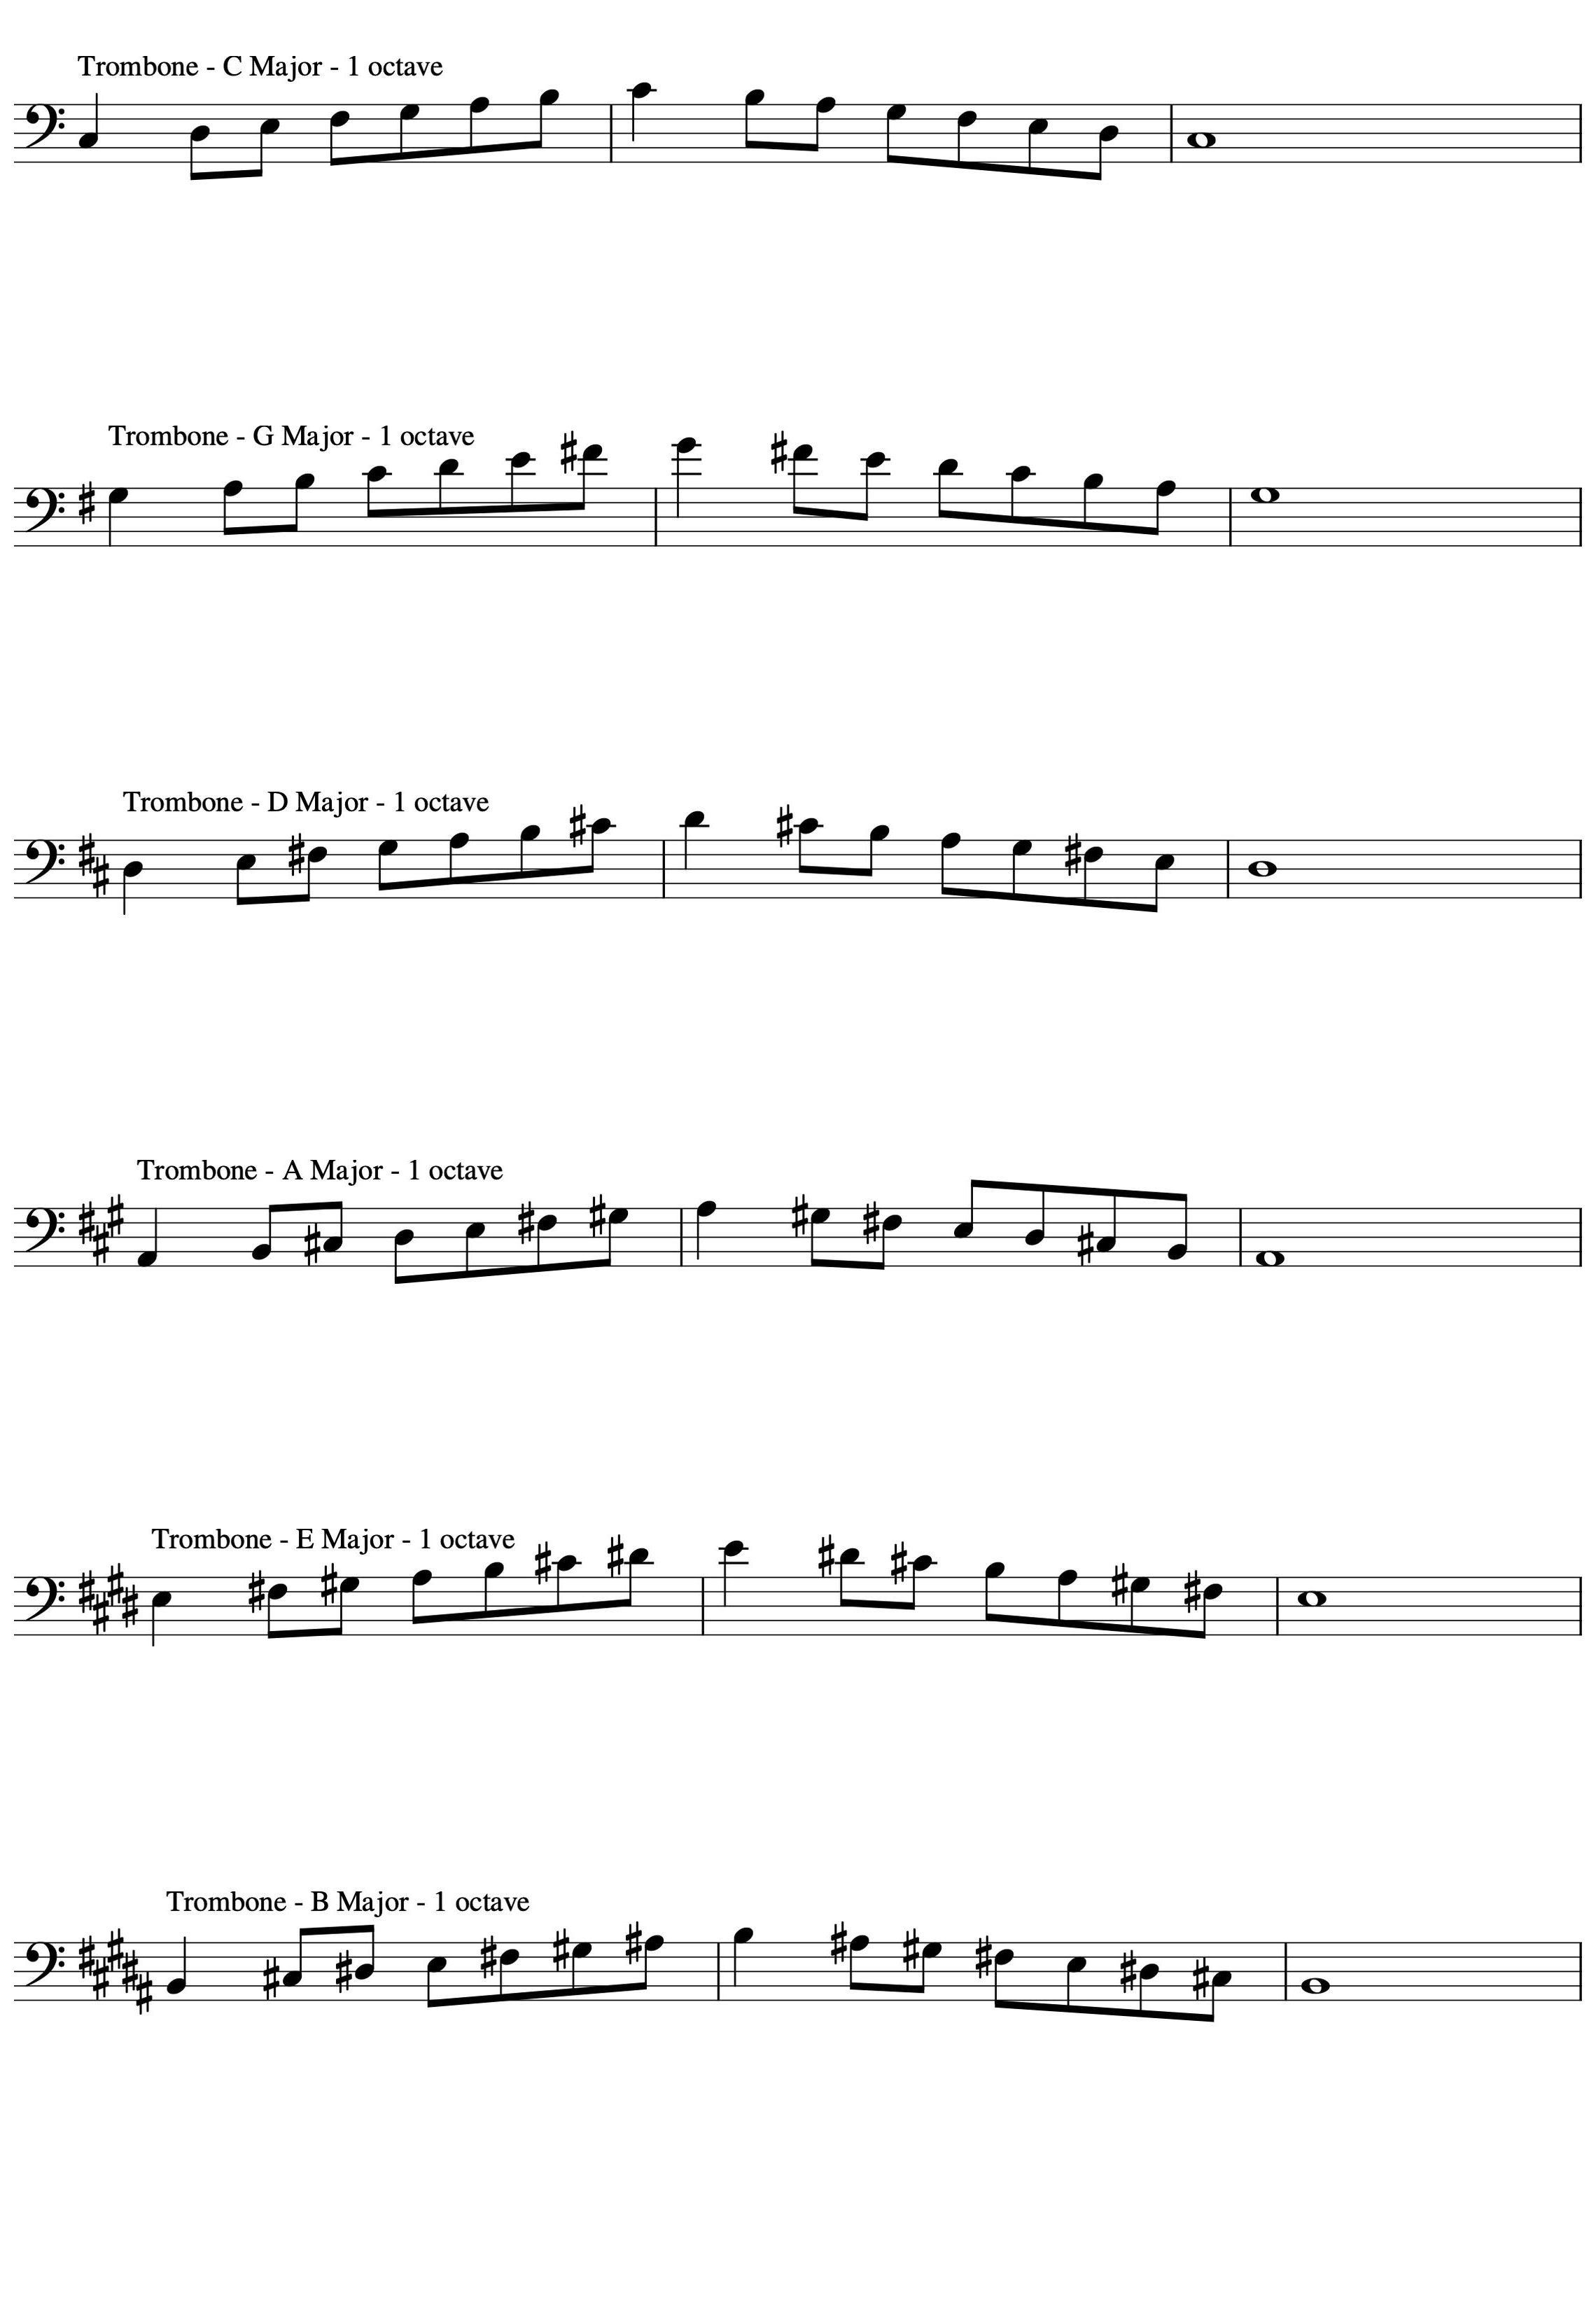 Trombone - C Major - 1 octave
Trombone - G Major - 1 octave
Trombone - D Major - 1 octave
Trombone - A Major - 1 octave
Trombone - E Major - 1 octave
Trombone - B Major - 1 octave